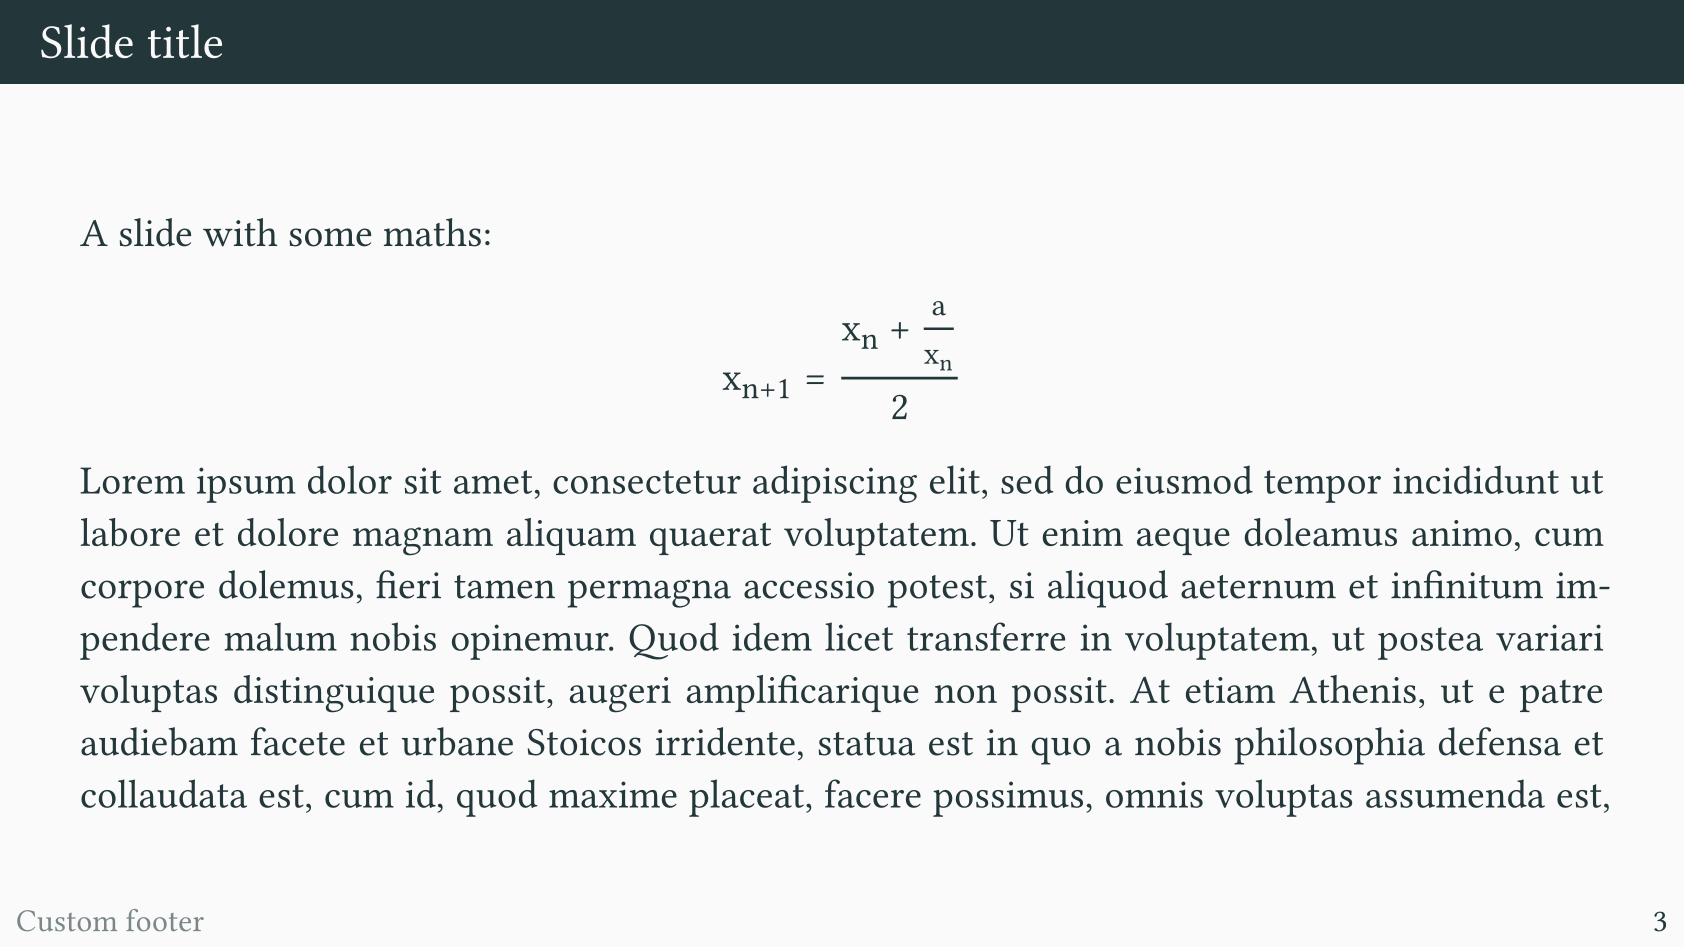 Slide title
A slide with some maths:
x_{n+1} = \frac{x_n + \frac{a}{x_n}}{2}
Lorem ipsum dolor sit amet, consectetur adipiscing elit, sed do eiusmod tempor incididunt ut
labore et dolore magnam aliquam quaerat voluptatem. Ut enim aeque doleamus animo, cum
corpore dolemus, fieri tamen permagna accessio potest, si aliquod aeternum et infinitum im-
pendere malum nobis opinemur. Quod idem licet transferre in voluptatem, ut postea variari
voluptas distinguique possit, augeri amplificarique non possit. At etiam Athenis, ut e patre
audiebam facete et urbane Stoicos irridente, statua est in quo a nobis philosophia defensa et
collaudata est, cum id, quod maxime placeat, facere possimus, omnis voluptas assumenda est,
Custom footer
3